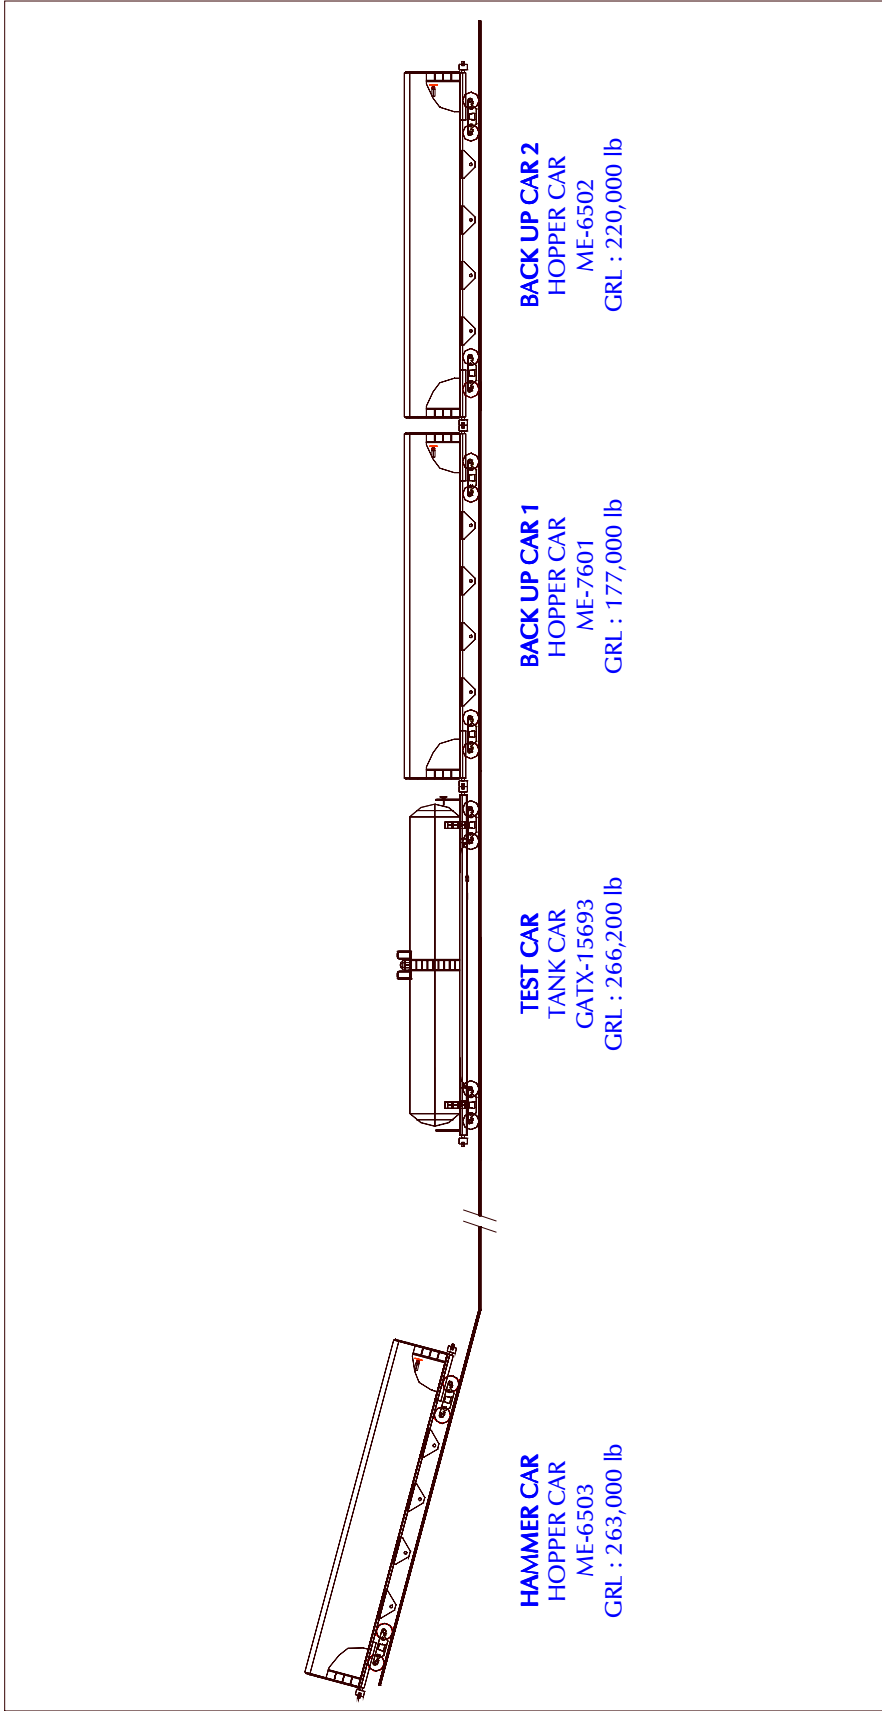 HAMMER CAR
HOPPER CAR
ME-6503
GRL : 263,000 lb
TEST CAR
TANK CAR
GATX-15693
GRL : 266,200 lb
BACK UP CAR 1
HOPPER CAR
ME-7601
GRL : 177,000 lb
BACK UP CAR 2
HOPPER CAR
ME-6502
GRL : 220,000 lb